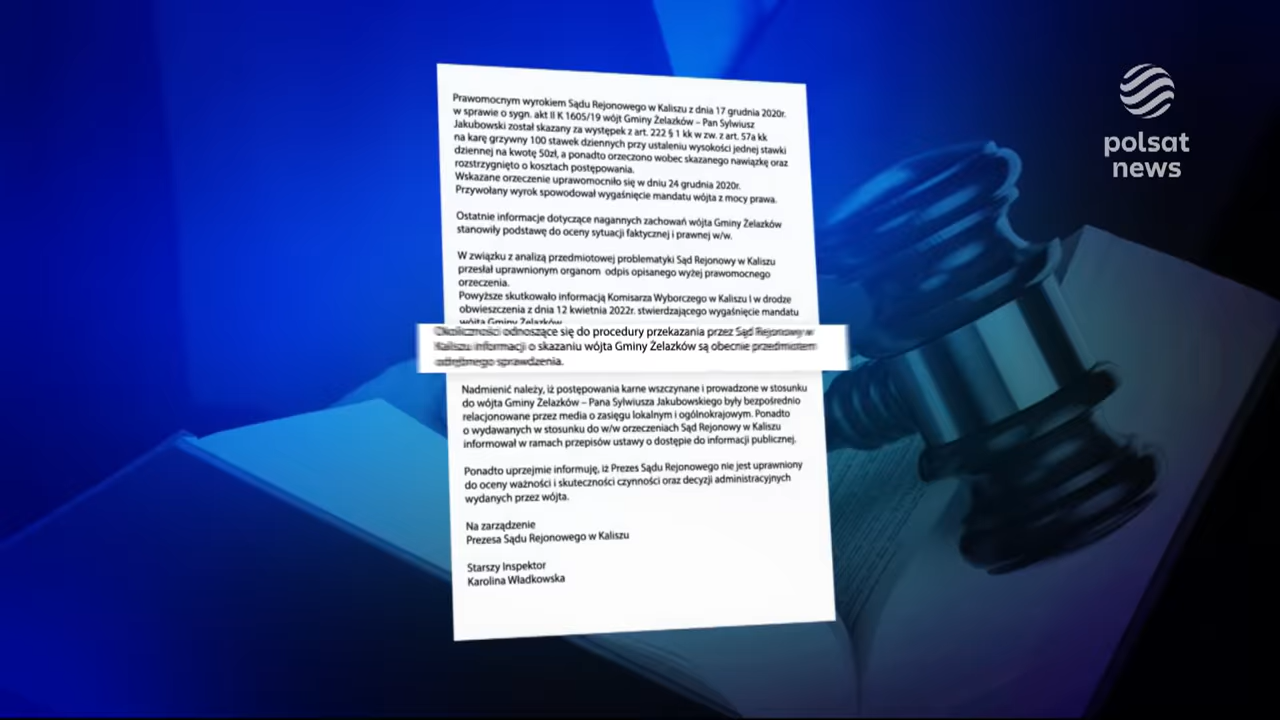 polsat
news
Prawomocnym wyrokiem Sądu Rejonowego w Kaliszu z dnia 17 grudnia 2020r.
w sprawie o sygn. akt II K 1605/19 wójt Gminy Żelazków – Pan Sylwiusz
Jakubowski został skazany za występek z art. 222 § 1 kk w zw. z art. 57a kk
na karę grzywny 100 stawek dziennych przy ustaleniu wysokości jednej stawki
dziennej na kwotę 50zł, a ponadto orzeczono wobec skazanego nawiązkę oraz
rozstrzygnięto o kosztach postępowania.
Wskazane orzeczenie uprawomocniło się w dniu 24 grudnia 2020r.
Przywołany wyrok spowodował wygaśnięcie mandatu wójta z mocy prawa.
Ostatnie informacje dotyczące nagannych zachowań wójta Gminy Żelazków
stanowiły podstawę do oceny sytuacji faktycznej i prawnej w/w.
W związku z analizą przedmiotowej problematyki Sąd Rejonowy w Kaliszu
przesłał uprawnionym organom odpis opisanego wyżej prawomocnego
orzeczenia.
Powyższe skutkowało informacją Komisarza Wyborczego w Kaliszu I w drodze
obwieszczenia z dnia 12 kwietnia 2022r. stwierdzającego wygaśnięcie mandatu
wójta Gminy Żelazków
Okoliczności odnoszące się do procedury przekazania przez Sąd Rejonowy w
Kaliszu informacji o skazaniu wójta Gminy Żelazków są obecnie przedmiotem
odrębnego sprawdzenia.
Nadmienić należy, iż postępowania karne wszczynane i prowadzone w stosunku
do wójta Gminy Żelazków – Pana Sylwiusza Jakubowskiego były bezpośrednio
relacjonowane przez media o zasięgu lokalnym i ogólnokrajowym. Ponadto
o wydawanych w stosunku do w/w orzeczeniach Sąd Rejonowy w Kaliszu
informował w ramach przepisów ustawy o dostępie do informacji publicznej.
Ponadto uprzejmie informuję, iż Prezes Sądu Rejonowego nie jest uprawniony
do oceny ważności i skuteczności czynności oraz decyzji administracyjnych
wydanych przez wójta.
Na zarządzenie
Prezesa Sądu Rejonowego w Kaliszu
Starszy Inspektor
Karolina Władkowska